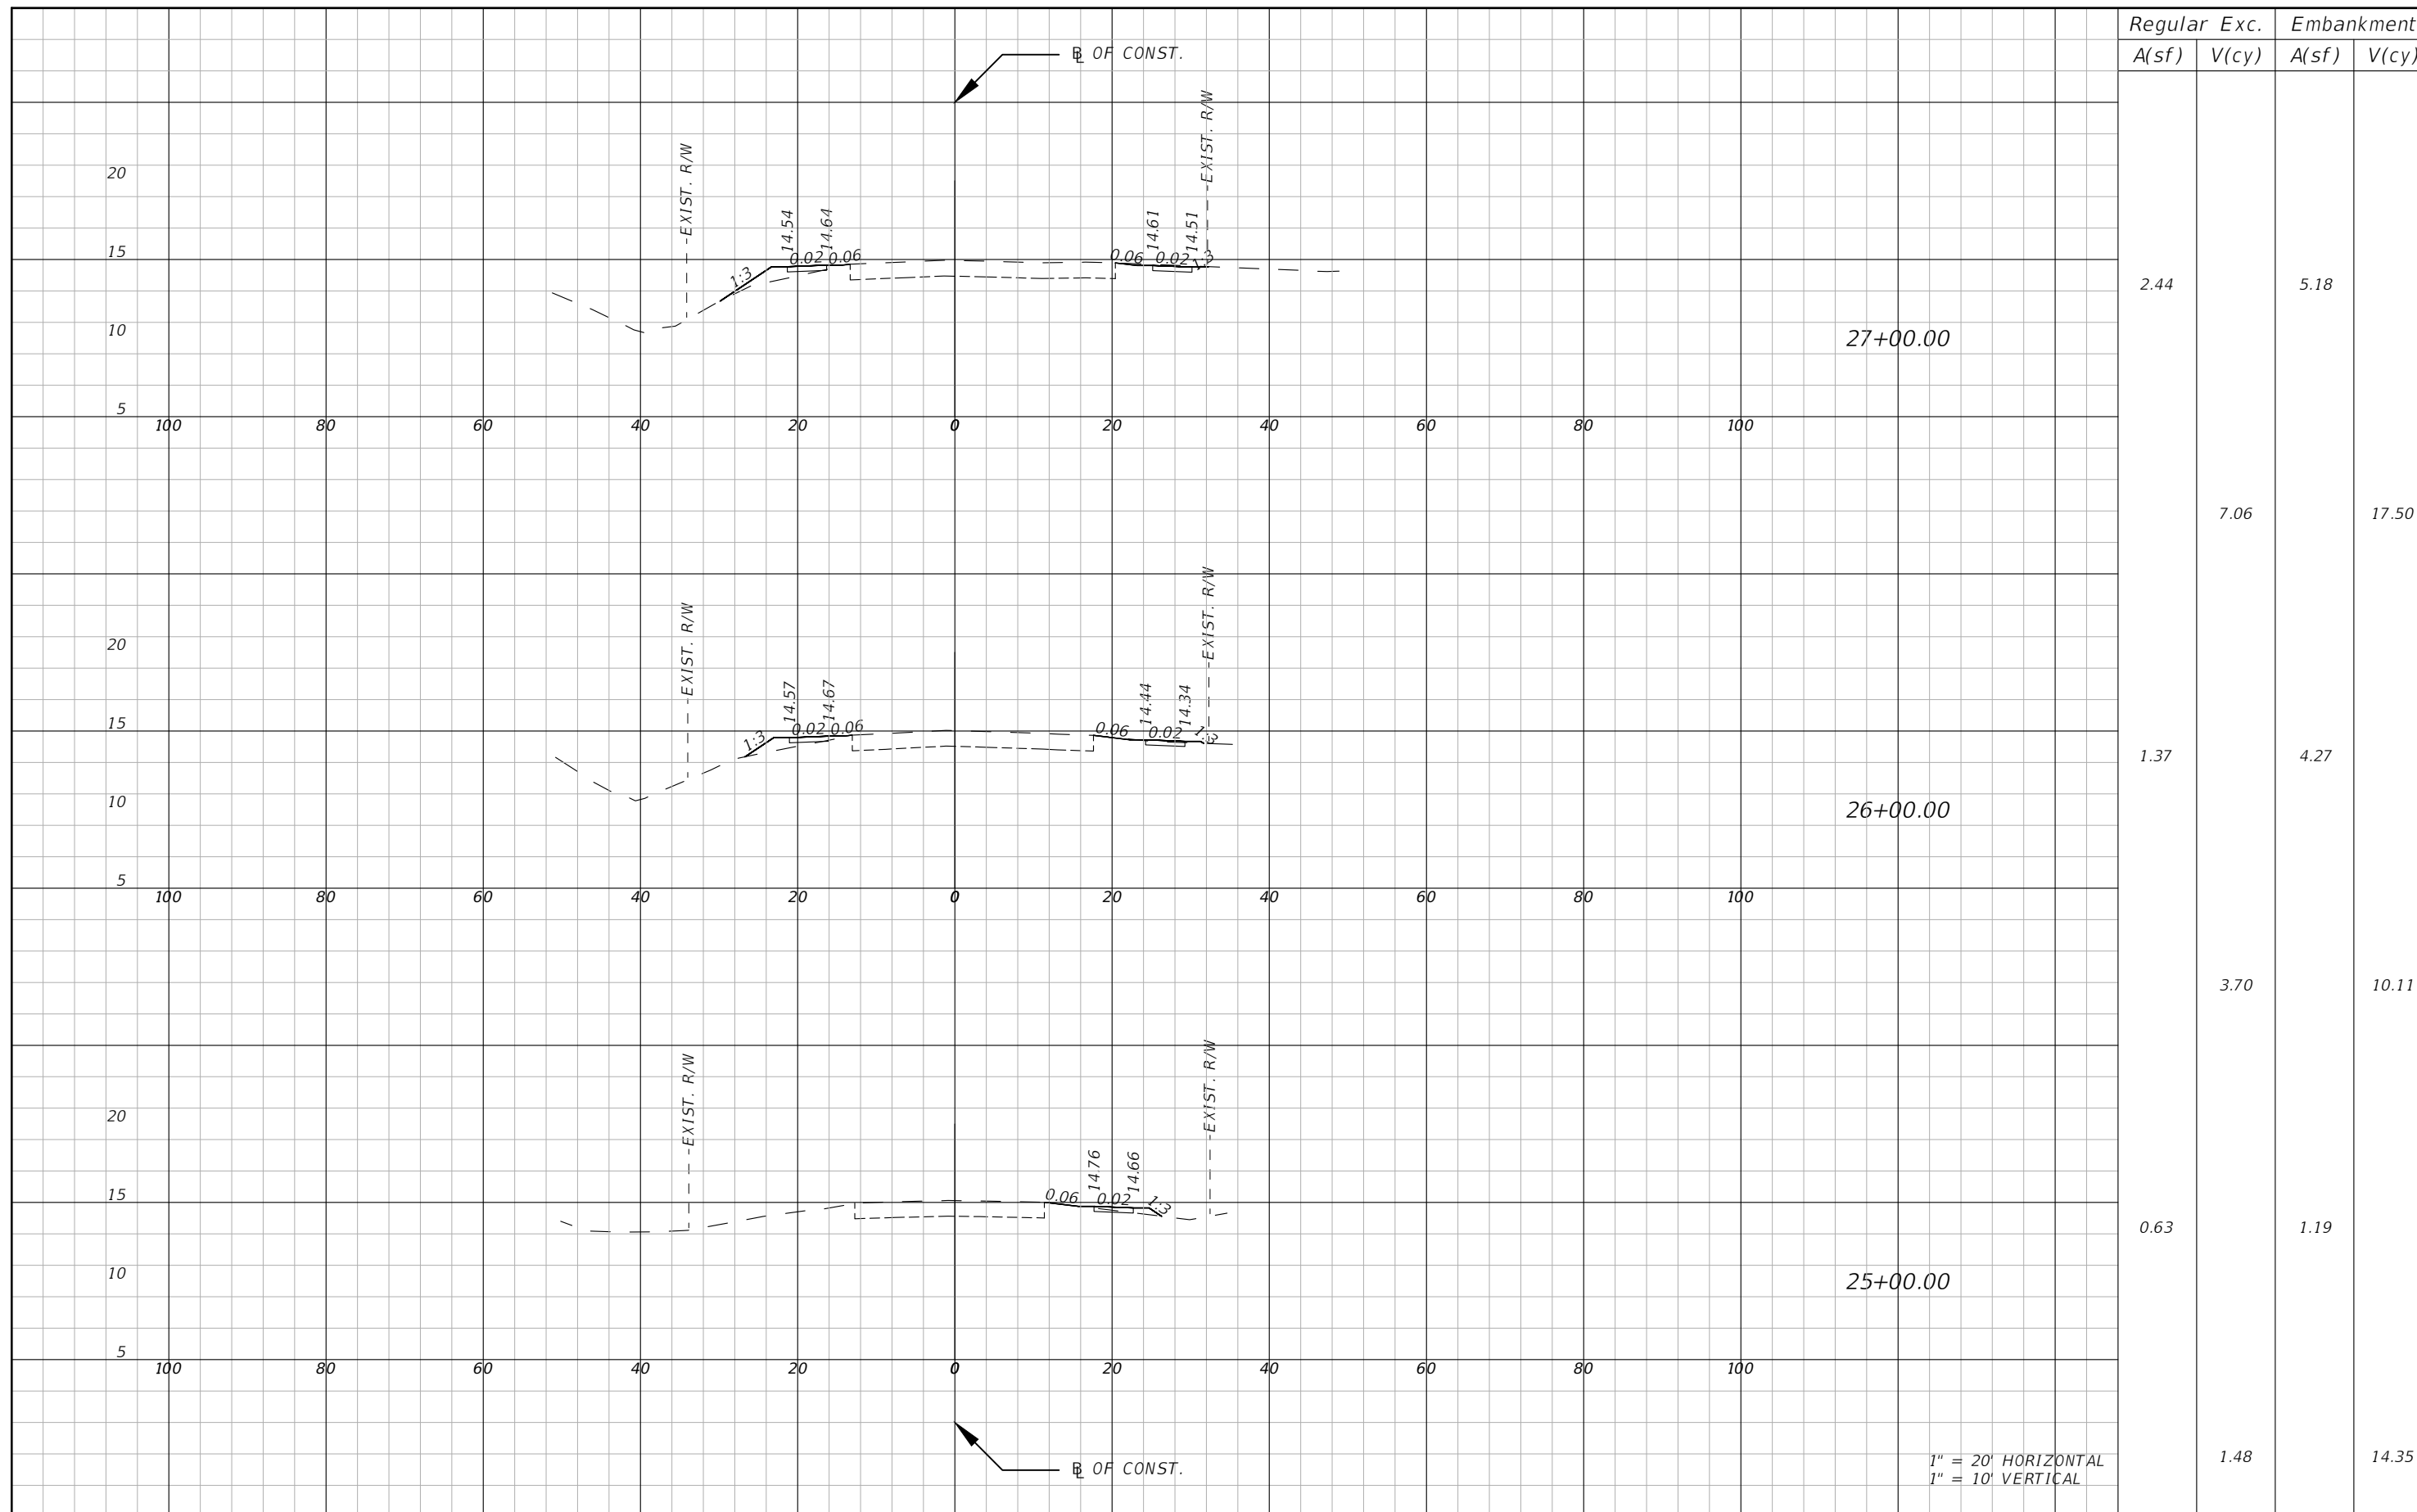 Regular Exc. Embankment
A(sf) V(cy) A(sf) V(cy)
℄ OF CONST.
EXIST. R/W
EXIST. R/W
20
14.54 14.64 14.61 14.51
15
1:3 0.02 0.06 0.06 0.02 1:3
2.44 5.18
10
27+00.00
5
100 80 60 40 20 0 20 40 60 80 100
7.06 17.50
EXIST. R/W
EXIST. R/W
20
14.57 14.67 14.44 14.34
15
1:3 0.02 0.06 0.06 0.02 1:3
1.37 4.27
10
26+00.00
5
100 80 60 40 20 0 20 40 60 80 100
3.70 10.11
EXIST. R/W
EXIST. R/W
20
14.76 14.66
15
0.06 0.02 1:3
0.63 1.19
10
25+00.00
5
100 80 60 40 20 0 20 40 60 80 100
℄ OF CONST.
1.48 14.35
1" = 20' HORIZONTAL
1" = 10' VERTICAL